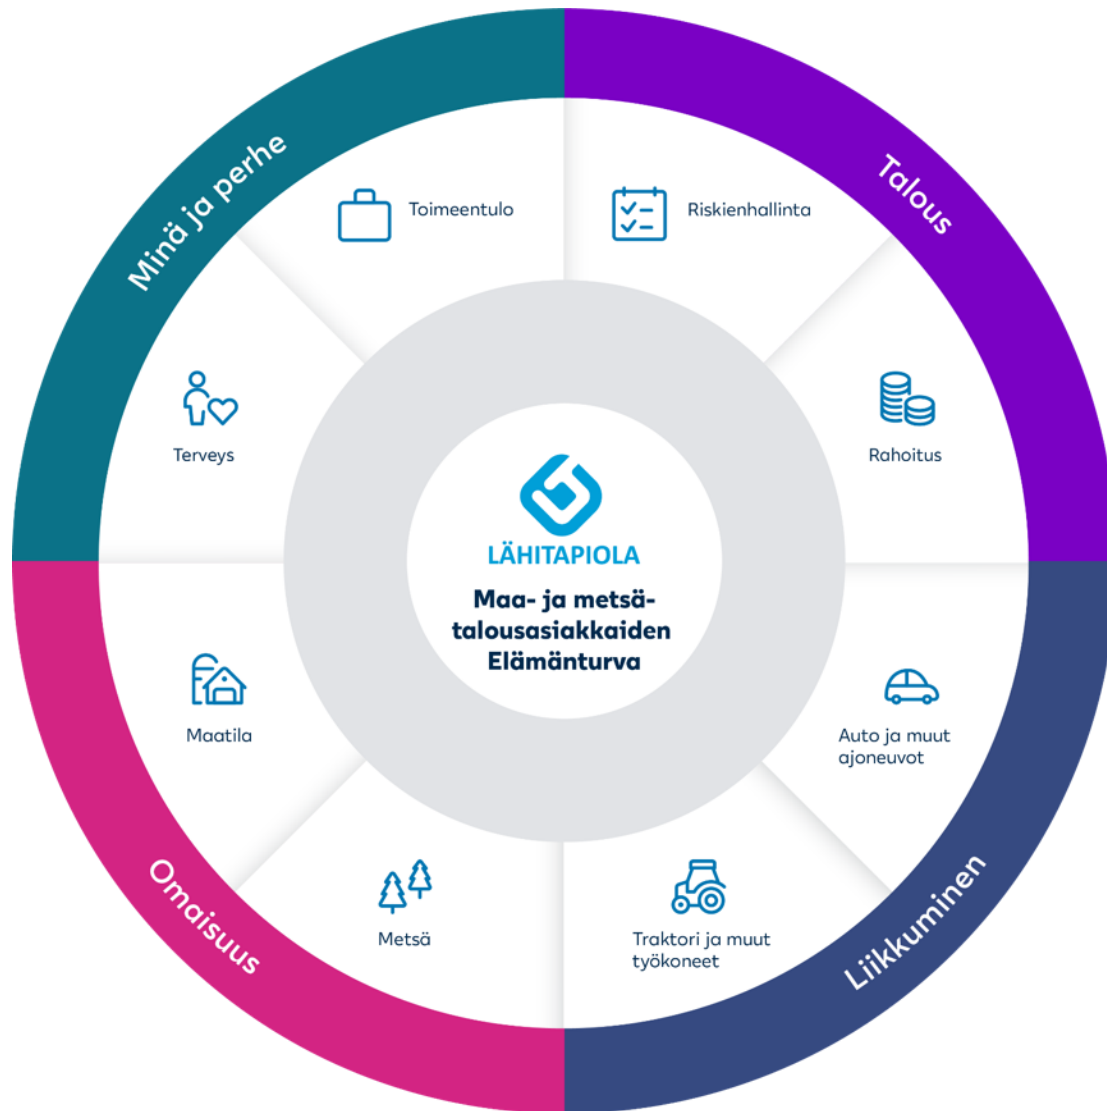 Minä ja perhe
Talous
Toimeentulo
Riskienhallinta
Terveys
Rahoitus
LÄHITAPIOLA
Maa- ja metsä-
talousasiakkaiden
Elämänturva
Maatila
Auto ja muut
ajoneuvot
Metsä
Traktori ja muut
työkoneet
Omaisuus
Liikkuminen